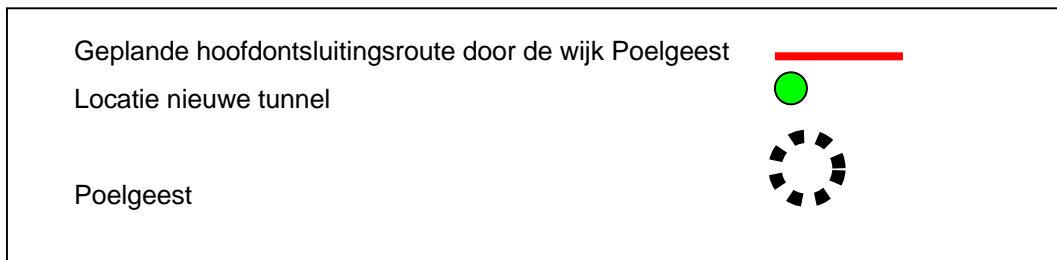 Geplande hoofdontsluitingsroute door de wijk Poelgeest
Locatie nieuwe tunnel
Poelgeest